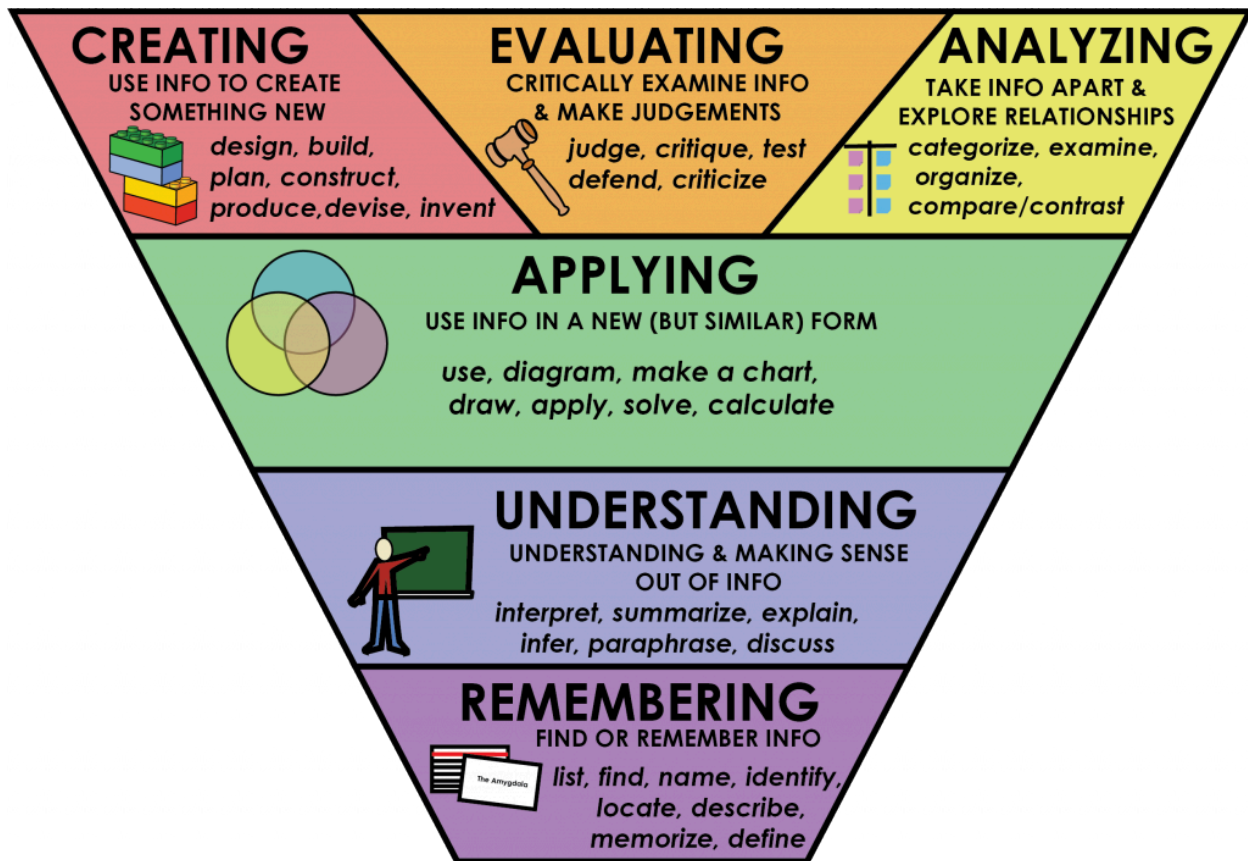 CREATING
USE INFO TO CREATE
SOMETHING NEW
design, build,
plan, construct,
produce,devise, invent
EVALUATING
CRITICALLY EXAMINE INFO
& MAKE JUDGEMENTS
judge, critique, test
defend, criticize
ANALYZING
TAKE INFO APART &
EXPLORE RELATIONSHIPS
categorize, examine,
organize,
compare/contrast
APPLYING
USE INFO IN A NEW (BUT SIMILAR) FORM
use, diagram, make a chart,
draw, apply, solve, calculate
UNDERSTANDING
UNDERSTANDING & MAKING SENSE
OUT OF INFO
interpret, summarize, explain,
infer, paraphrase, discuss
REMEMBERING
FIND OR REMEMBER INFO
The Amygdala
list, find, name, identify,
locate, describe,
memorize, define